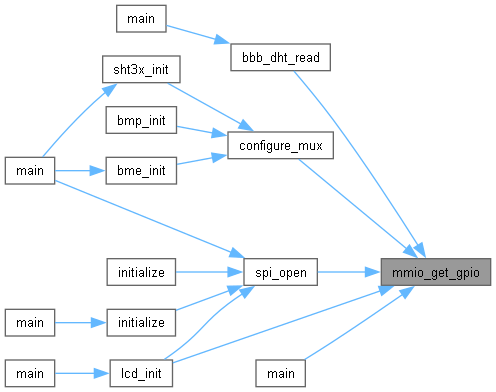 main
bbb_dht_read
sht3x_init
bmp_init
configure_mux
main
bme_init
initialize
spi_open
mmio_get_gpio
main
initialize
main
lcd_init
main